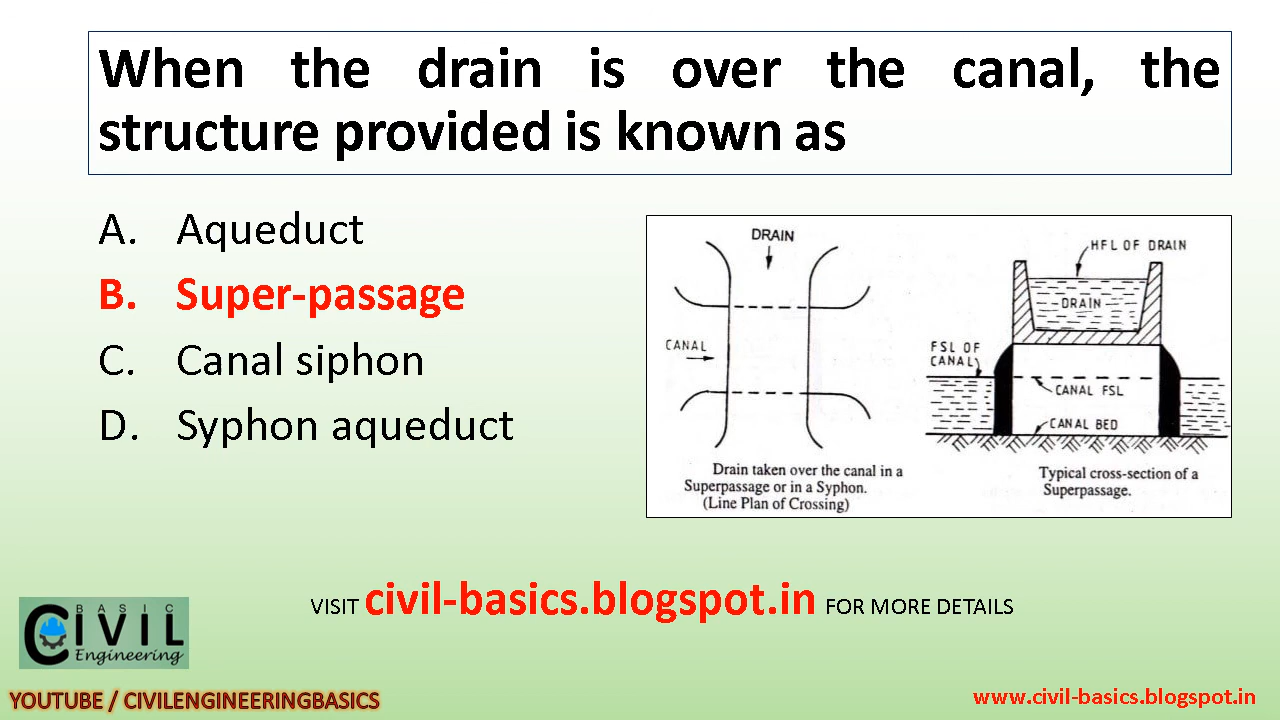 When the drain is over the canal, the
structure provided is known as
A. Aqueduct
B. Super-passage
C. Canal siphon
D. Syphon aqueduct
DRAIN
CANAL
Drain taken over the canal in a
Superpassage or in a Syphon.
(Line Plan of Crossing)
HFL OF DRAIN
DRAIN
FSL OF
CANAL
CANAL FSL
CANAL BED
Typical cross-section of a
Superpassage.
VISIT civil-basics.blogspot.in FOR MORE DETAILS
BASIC
CIVIL
Engineering
YOUTUBE / CIVILENGINEERINGBASICS
www.civil-basics.blogspot.in